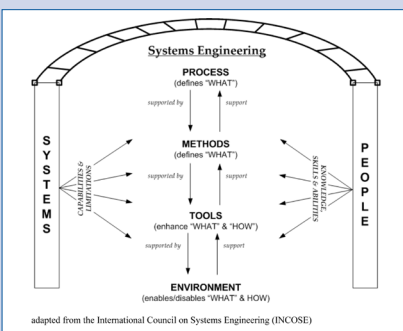 Systems Engineering
PROCESS
(defines "WHAT")
supported by
support
METHODS
(defines "WHAT")
supported by
support
TOOLS
(enhance "WHAT" & "HOW")
supported by
support
ENVIRONMENT
(enables/disables "WHAT" & HOW)
SYSTEMS
CAPABILITIES &
LIMITATIONS
KNOWLEDGE,
SKILLS & ABILITIES
PEOPLE
adapted from the International Council on Systems Engineering (INCOSE)